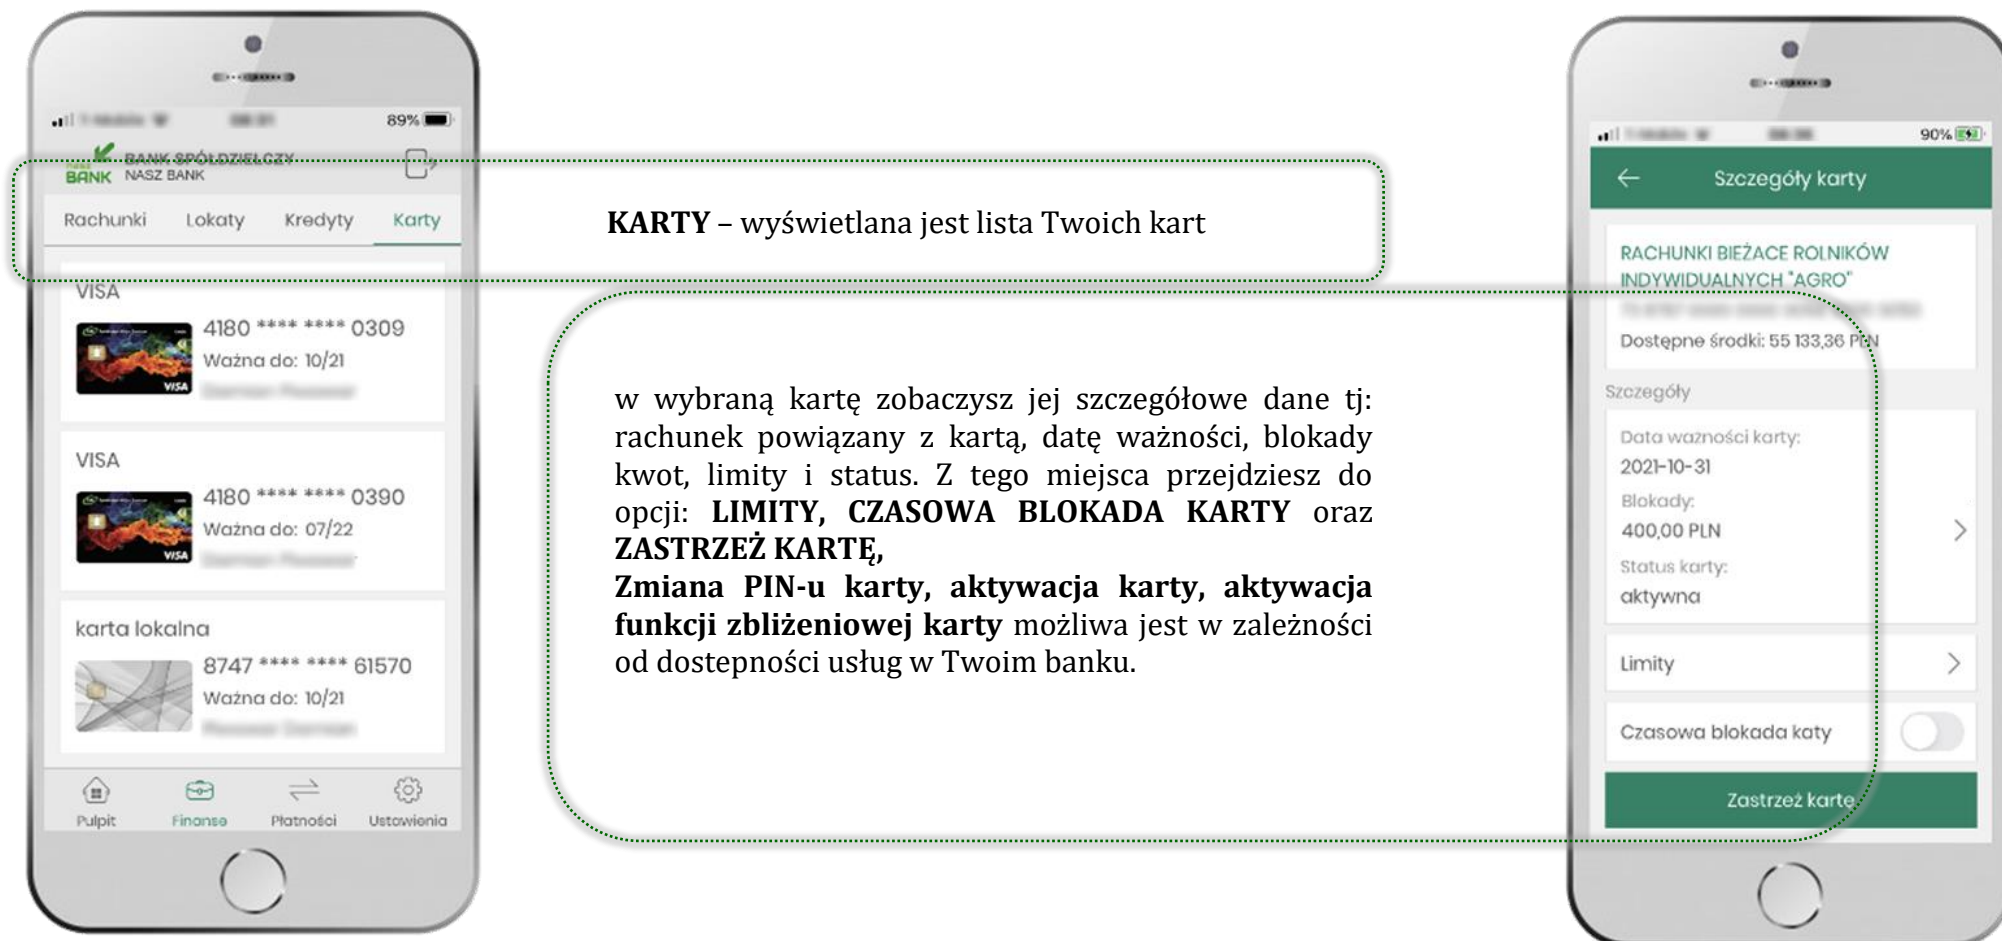 89%
nasz BANK
BANK SPÓŁDZIELCZY
NASZ BANK
Rachunki Lokaty Kredyty Karty
VISA
4180 **** **** 0309
Ważna do: 10/21
VISA
VISA
4180 **** **** 0390
Ważna do: 07/22
VISA
karta lokalna
8747 **** **** 61570
Ważna do: 10/21
Pulpit Finanse Płatności Ustawienia
KARTY – wyświetlana jest lista Twoich kart
w wybraną kartę zobaczysz jej szczegółowe dane tj:
rachunek powiązany z kartą, datę ważności, blokady
kwot, limity i status. Z tego miejsca przejdziesz do
opcji: LIMITY, CZASOWA BLOKADA KARTY oraz
ZASTRZEŻ KARTĘ,
Zmiana PIN-u karty, aktywacja karty, aktywacja
funkcji zbliżeniowej karty możliwa jest w zależności
od dostepności usług w Twoim banku.
90%
Szczegóły karty
RACHUNKI BIEŻACE ROLNIKÓW
INDYWIDUALNYCH "AGRO"
Dostępne środki: 55 133,36 PLN
Szczegóły
Data ważności karty:
2021-10-31
Blokady:
400,00 PLN
Status karty:
aktywna
Limity
Czasowa blokada katy
Zastrzeż kartę